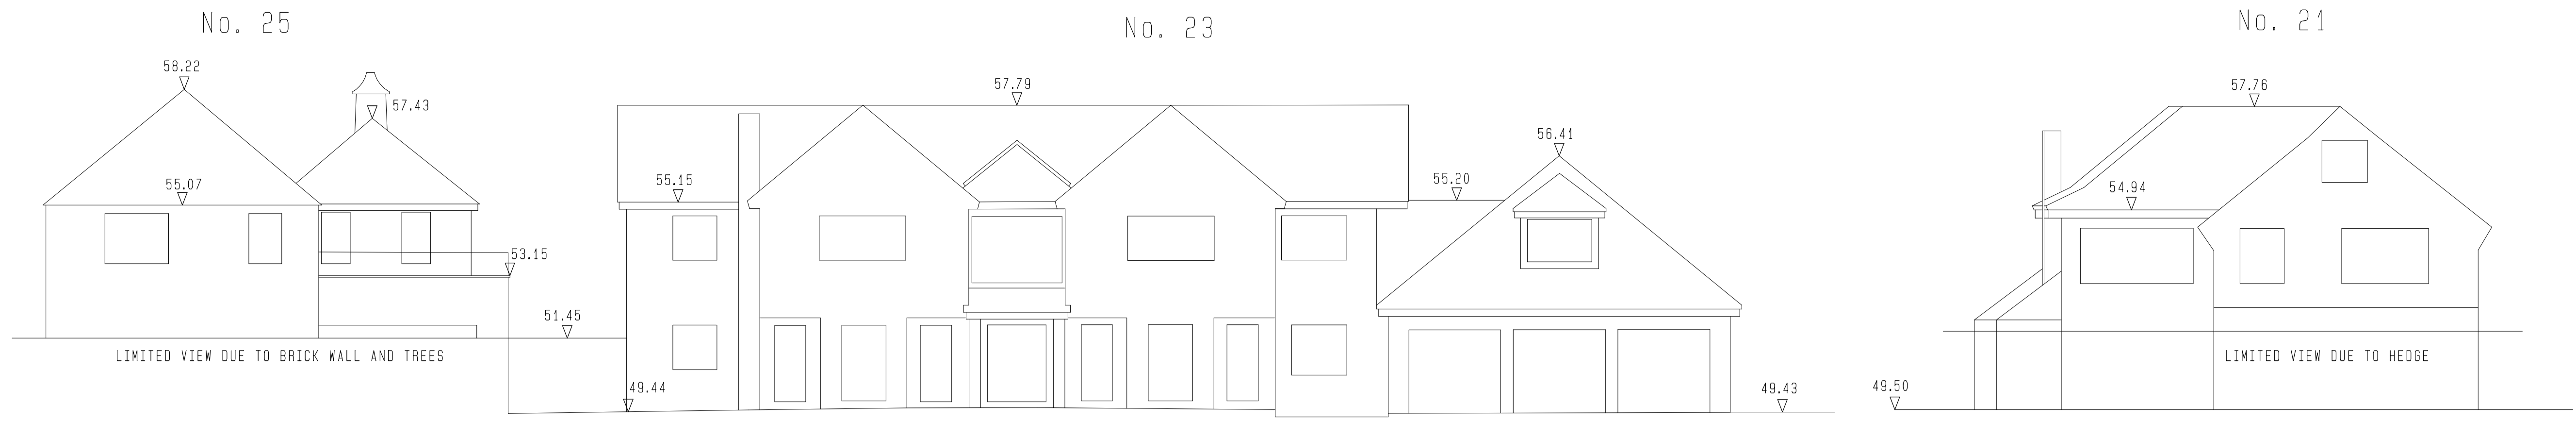 No. 25
58.22
57.43
55.07
53.15
51.45
LIMITED VIEW DUE TO BRICK WALL AND TREES
No. 23
57.79
55.15
56.41
55.20
49.44
49.43
No. 21
57.76
54.94
LIMITED VIEW DUE TO HEDGE
49.50